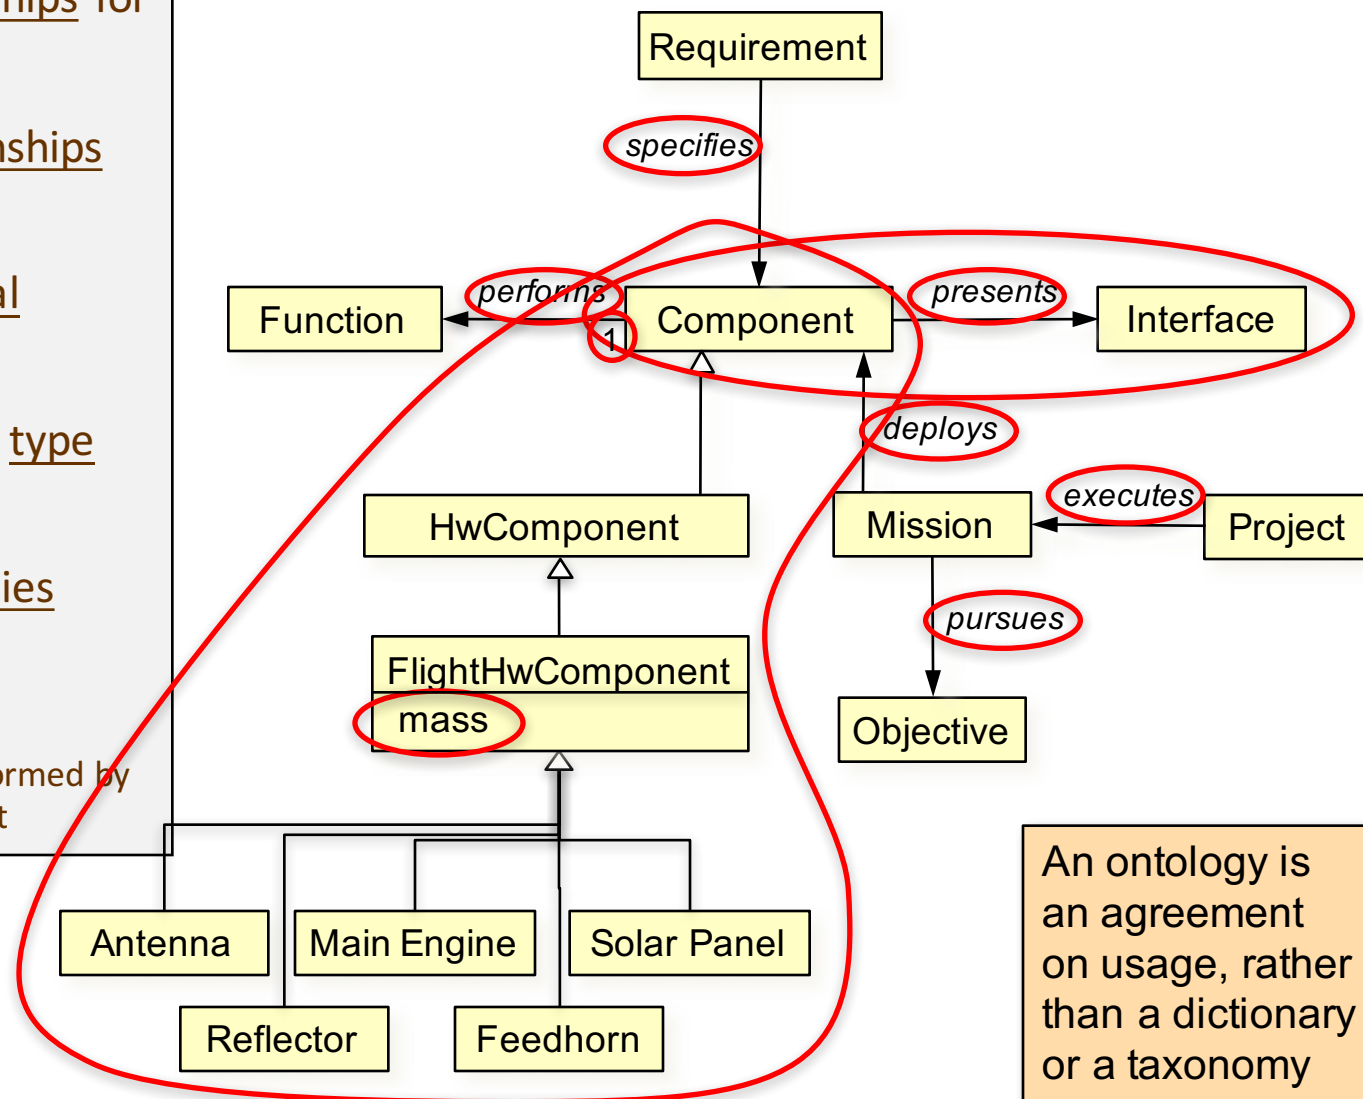 for
nships
type
Requirement
specifies
performs
presents
Function
1
Component
Interface
deploys
executes
HwComponent
Mission
Project
pursues
FlightHwComponent
mass
Objective
by
Antenna
Main Engine
Solar Panel
Reflector
Feedhorn
An ontology is
an agreement
on usage, rather
than a dictionary
or a taxonomy